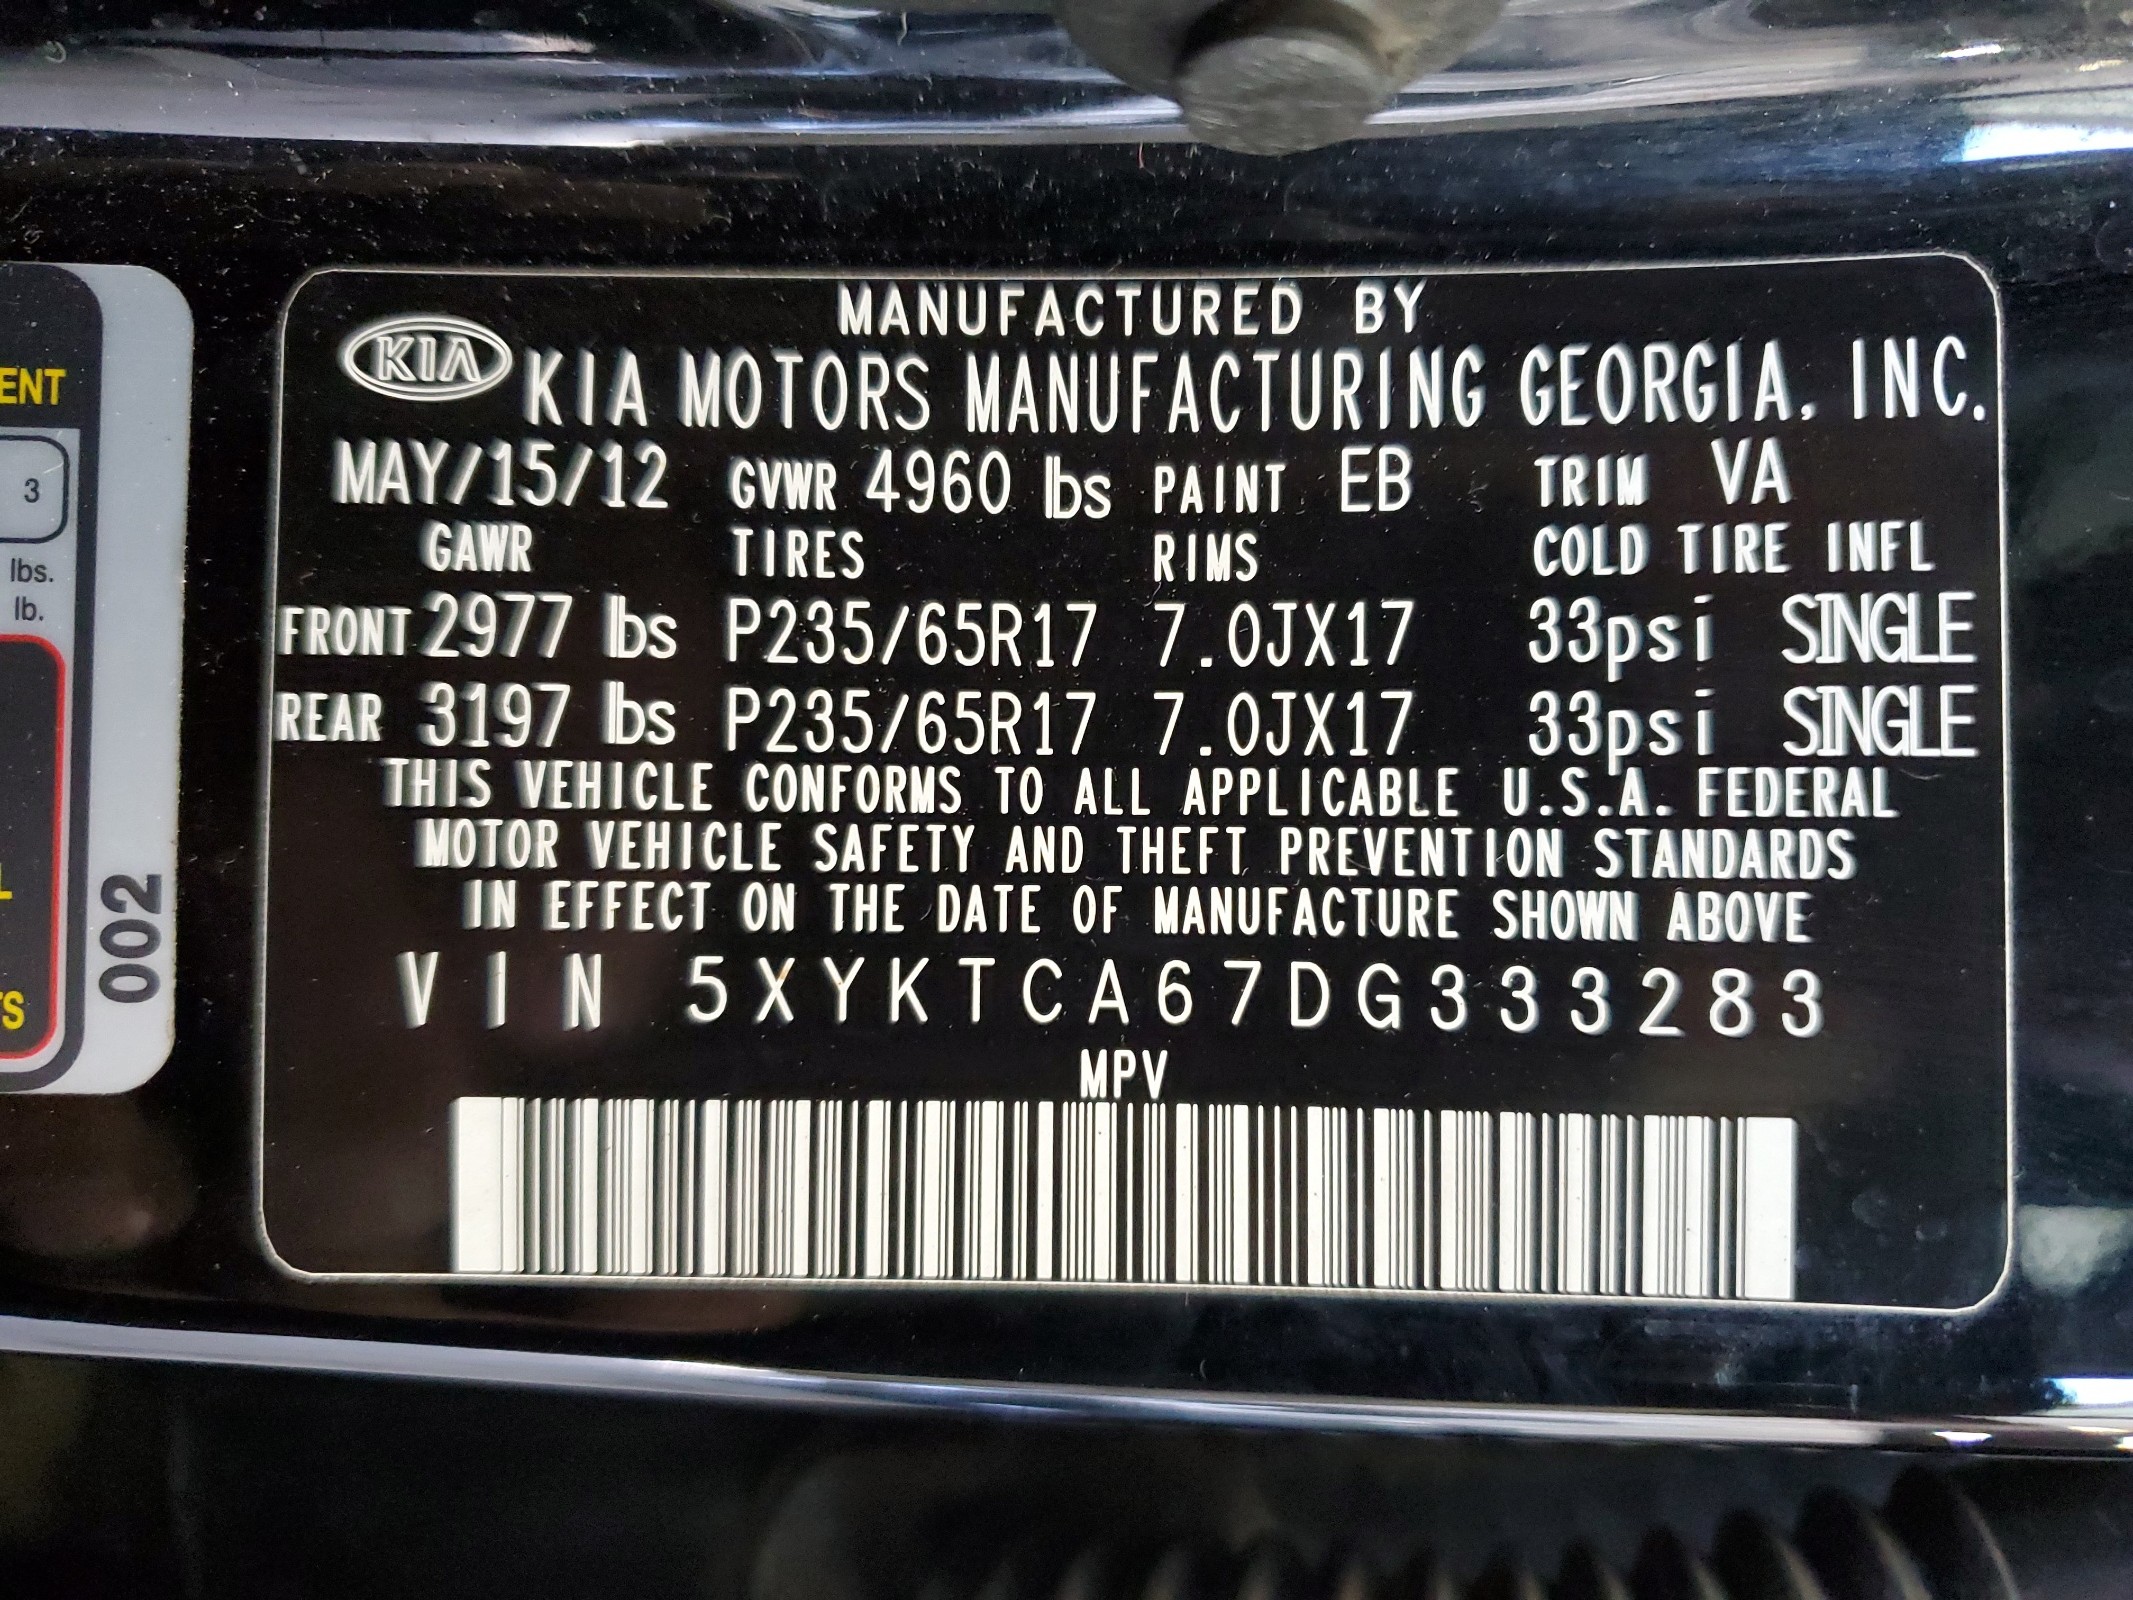 MANUFACTURED BY
KIA KIA MOTORS MANUFACTURING GEORGIA, INC.
MAY/15/12 GVWR 4960 lbs PAINT EB TRIM VA
GAWR TIRES RIMS COLD TIRE INFL
FRONT 2977 lbs P235/65R17 7.0JX17 33psi SINGLE
REAR 3197 lbs P235/65R17 7.0JX17 33psi SINGLE
THIS VEHICLE CONFORMS TO ALL APPLICABLE U.S.A. FEDERAL
MOTOR VEHICLE SAFETY AND THEFT PREVENTION STANDARDS
IN EFFECT ON THE DATE OF MANUFACTURE SHOWN ABOVE
VIN 5XYKTCA67DG333283
MPV
3
lbs.
lb.
002